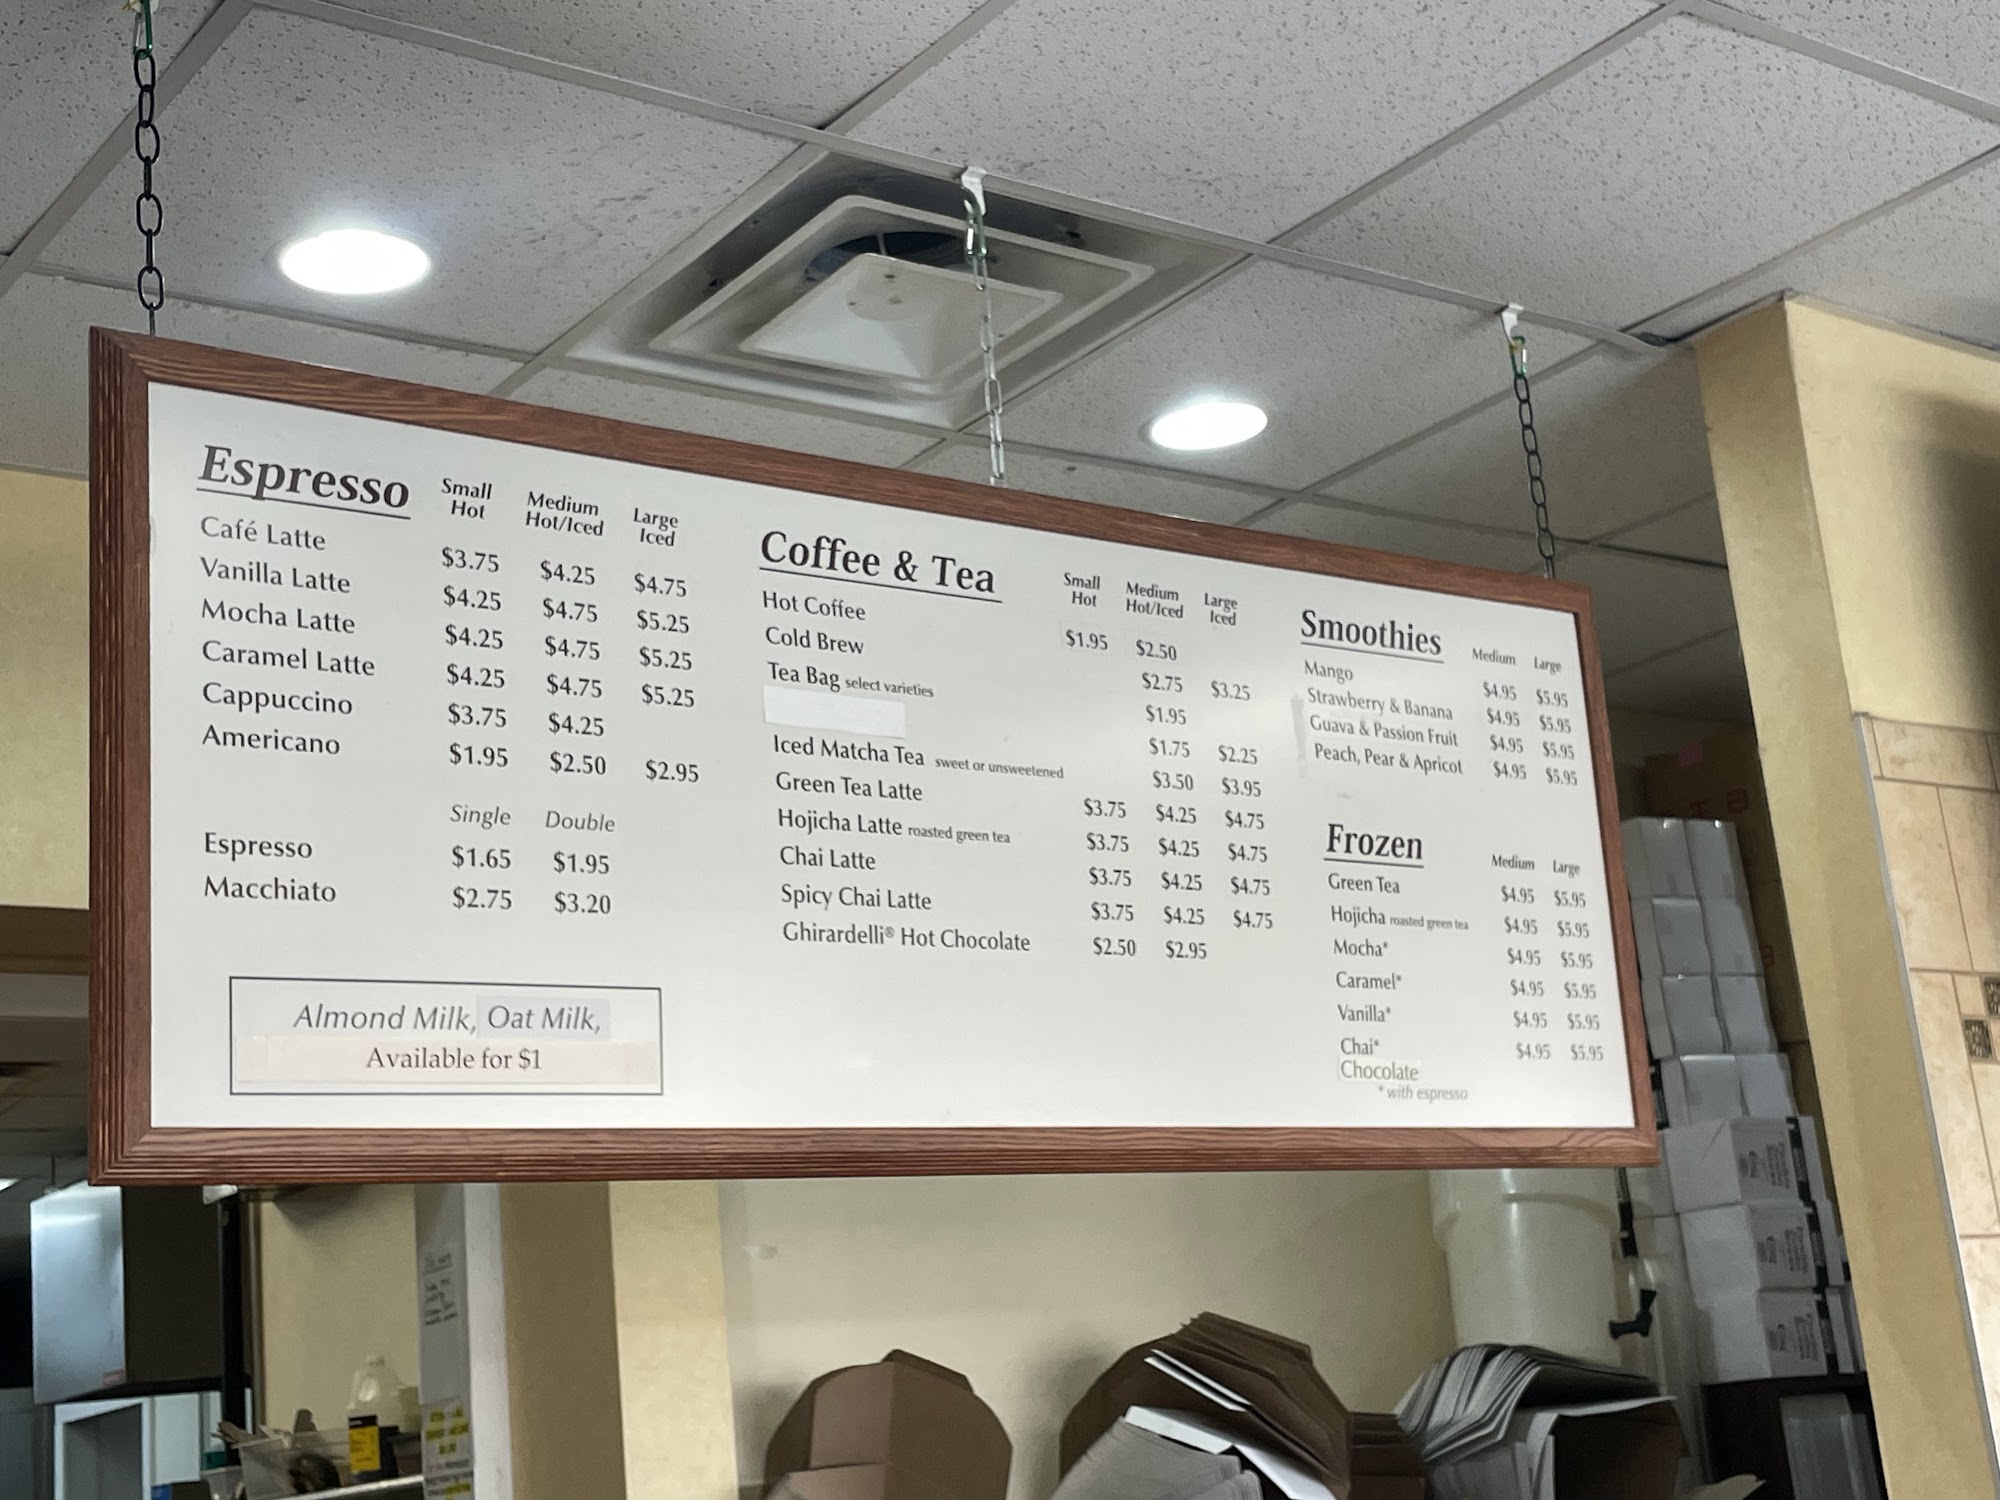 Espresso Small Hot Medium Hot/Iced Large Iced
Café Latte $3.75 $4.25 $4.75
Vanilla Latte $4.25 $4.75 $5.25
Mocha Latte $4.25 $4.75 $5.25
Caramel Latte $4.25 $4.75 $5.25
Cappuccino $3.75 $4.25
Americano $1.95 $2.50 $2.95
Single Double
Espresso $1.65 $1.95
Macchiato $2.75 $3.20
Almond Milk, Oat Milk,
Available for $1
Coffee & Tea Small Hot Medium Hot/Iced Large Iced
Hot Coffee $1.95 $2.50
Cold Brew $2.75 $3.25
Tea Bag select varieties $1.95
$1.75 $2.25
Iced Matcha Tea sweet or unsweetened $3.50 $3.95
Green Tea Latte $3.75 $4.25 $4.75
Hojicha Latte roasted green tea $3.75 $4.25 $4.75
Chai Latte $3.75 $4.25 $4.75
Spicy Chai Latte $3.75 $4.25 $4.75
Ghirardelli® Hot Chocolate $2.50 $2.95
Smoothies Medium Large
Mango $4.95 $5.95
Strawberry & Banana $4.95 $5.95
Guava & Passion Fruit $4.95 $5.95
Peach, Pear & Apricot $4.95 $5.95
Frozen Medium Large
Green Tea $4.95 $5.95
Hojicha roasted green tea $4.95 $5.95
Mocha* $4.95 $5.95
Caramel* $4.95 $5.95
Vanilla* $4.95 $5.95
Chai* $4.95 $5.95
Chocolate
* with espresso